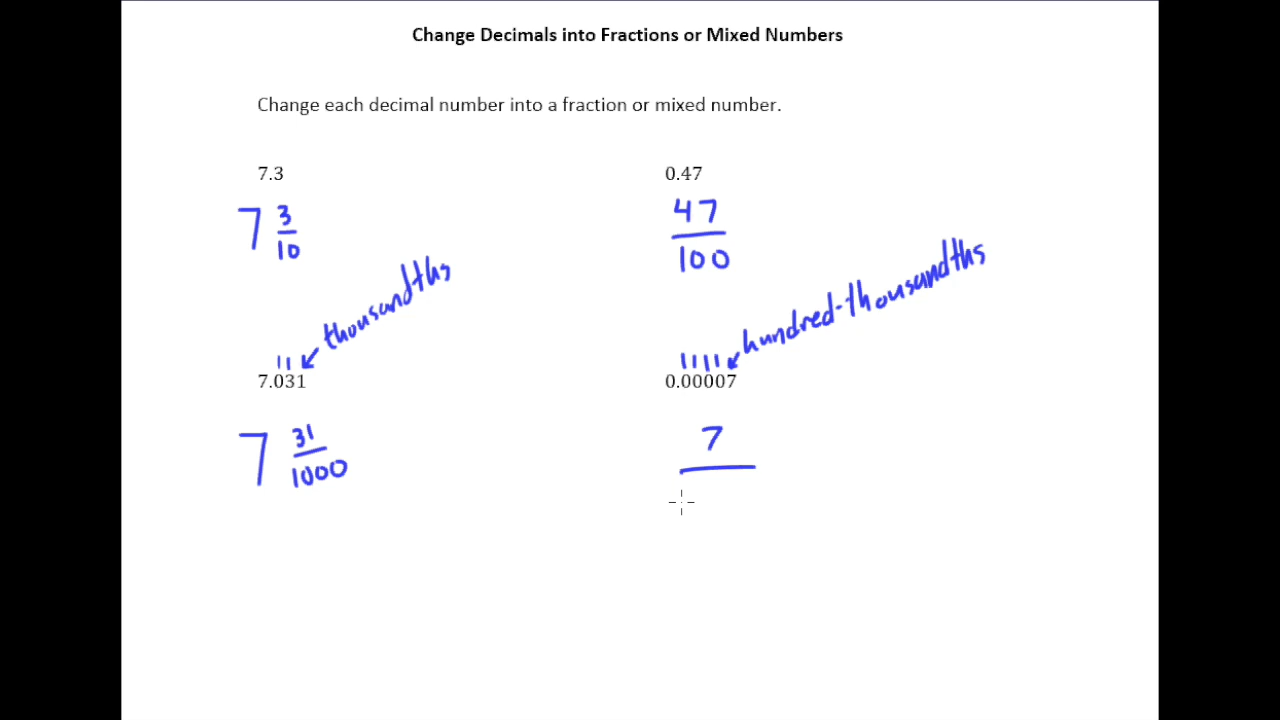 Change Decimals into Fractions or Mixed Numbers
Change each decimal number into a fraction or mixed number.
7.3
7 3/10
0.47
47/100
thousandths
7.031
7 31/1000
hundred-thousandths
0.00007
7